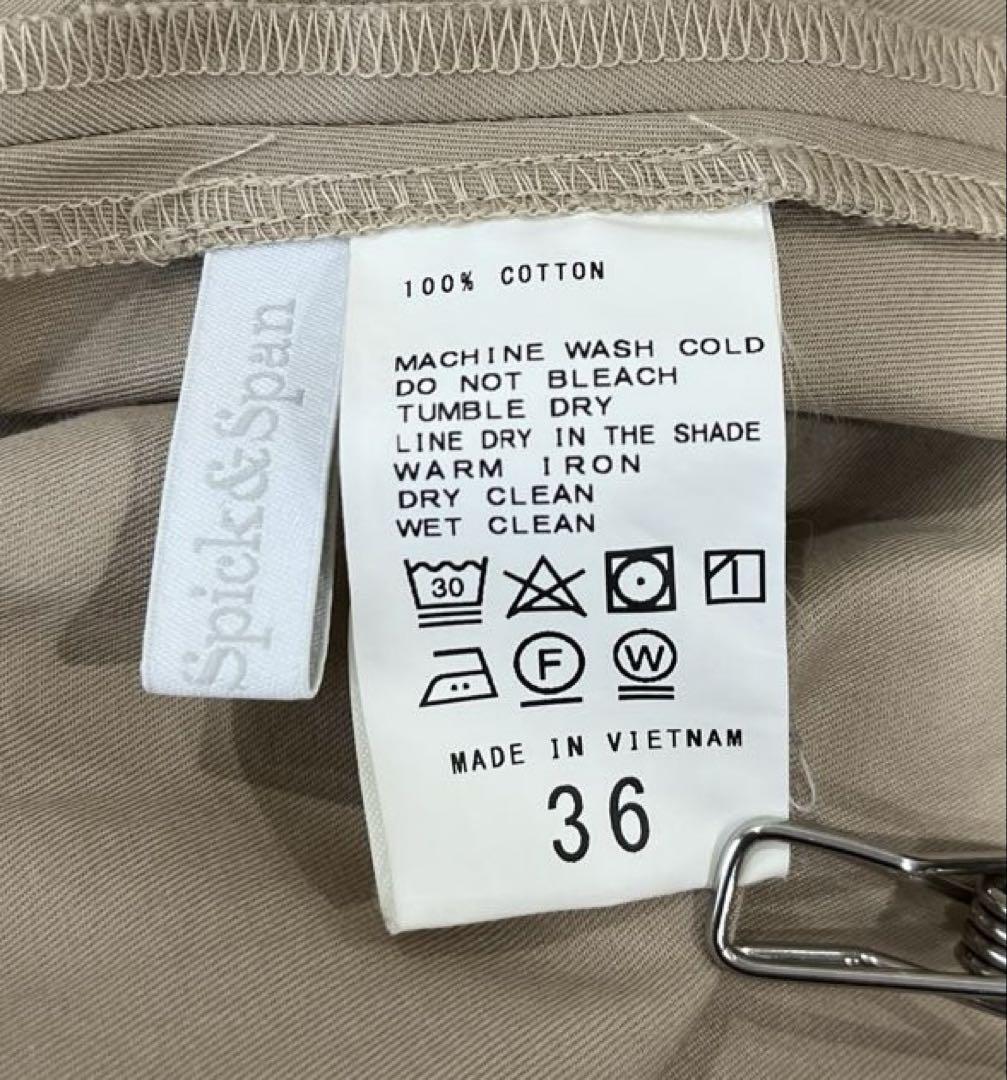 Spick&Span
100% COTTON
MACHINE WASH COLD
DO NOT BLEACH
TUMBLE DRY
LINE DRY IN THE SHADE
WARM IRON
DRY CLEAN
WET CLEAN
30
F W
MADE IN VIETNAM
36